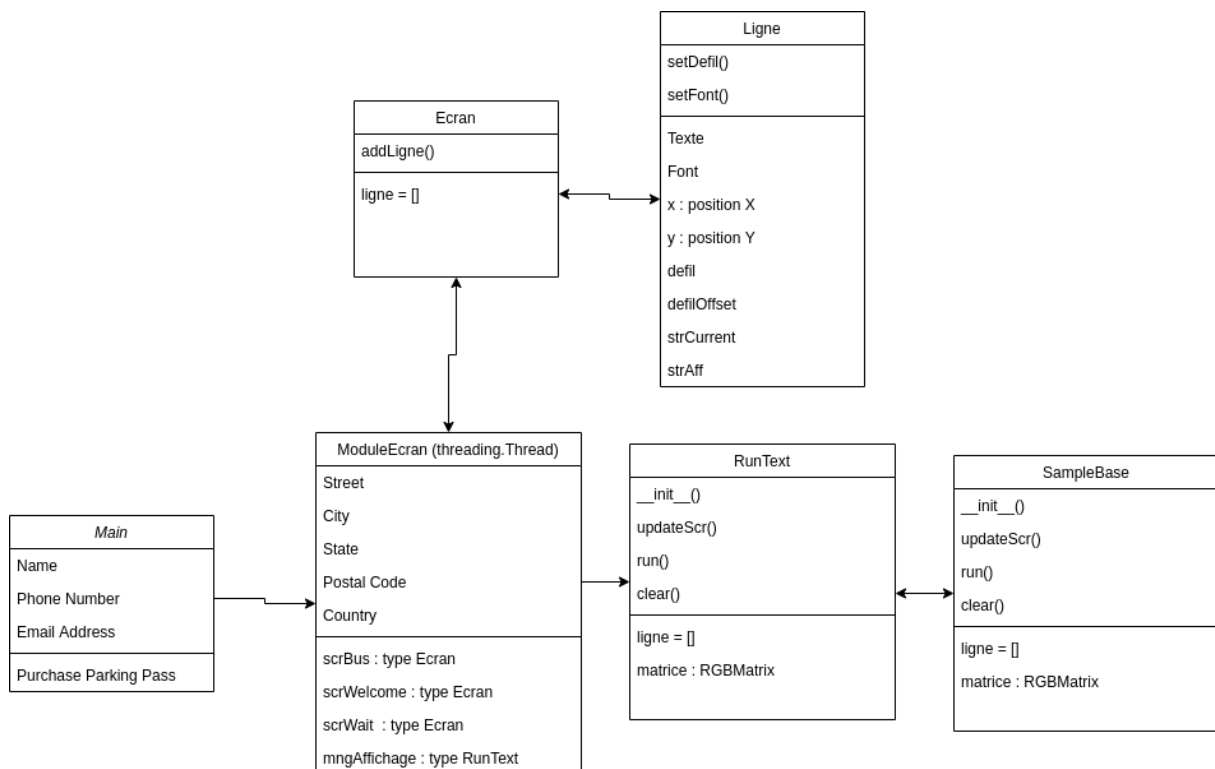 Ligne
setDefil()
setFont()
Texte
Font
x : position X
y : position Y
defil
defilOffset
strCurrent
strAff
Ecran
addLigne()
ligne = []
Main
Name
Phone Number
Email Address
Purchase Parking Pass
ModuleEcran (threading.Thread)
Street
City
State
Postal Code
Country
scrBus : type Ecran
scrWelcome : type Ecran
scrWait : type Ecran
mngAffichage : type RunText
RunText
__init__()
updateScr()
run()
clear()
ligne = []
matrice : RGBMatrix
SampleBase
__init__()
updateScr()
run()
clear()
ligne = []
matrice : RGBMatrix